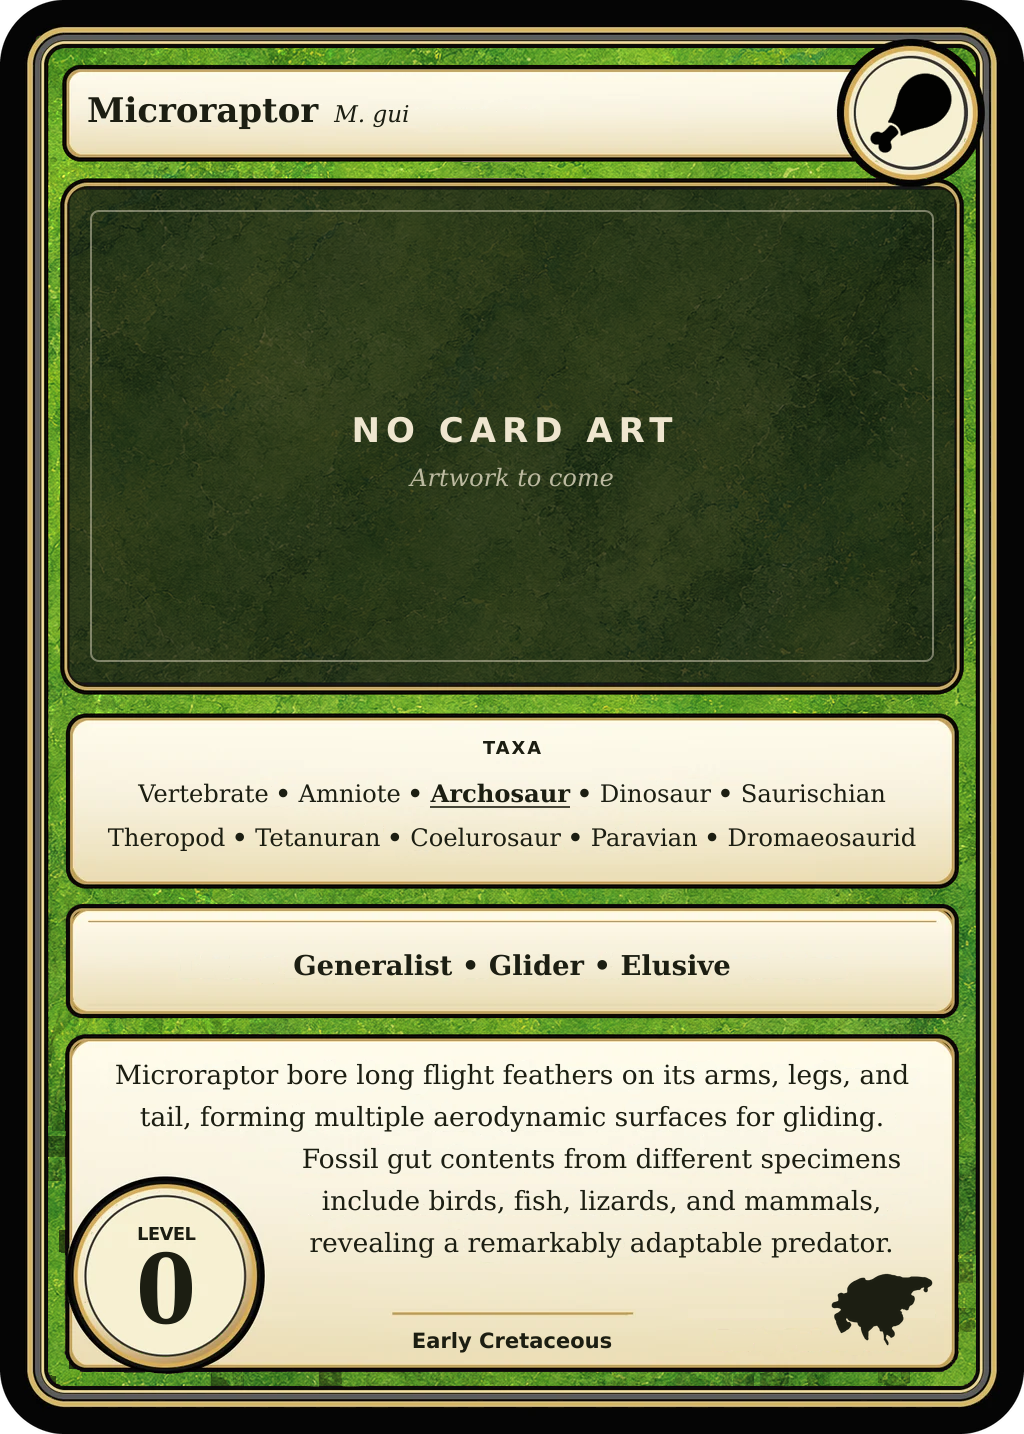 Microraptor M. gui
NO CARD ART
Artwork to come
TAXA
Vertebrate • Amniote • Archosaur • Dinosaur • Saurischian
Theropod • Tetanuran • Coelurosaur • Paravian • Dromaeosaurid
Generalist • Glider • Elusive
Microraptor bore long flight feathers on its arms, legs, and
tail, forming multiple aerodynamic surfaces for gliding.
Fossil gut contents from different specimens
include birds, fish, lizards, and mammals,
revealing a remarkably adaptable predator.
LEVEL
0
Early Cretaceous